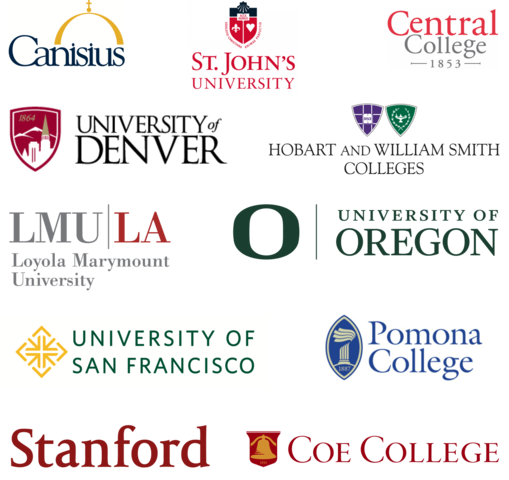 Canisius
ST. JOHN'S
UNIVERSITY
Central
College
1853
1864
UNIVERSITY of
DENVER
HOBART AND WILLIAM SMITH
COLLEGES
LMU|LA
Loyola Marymount
University
O
UNIVERSITY OF
OREGON
UNIVERSITY OF
SAN FRANCISCO
1887
Pomona
College
Stanford
COE COLLEGE